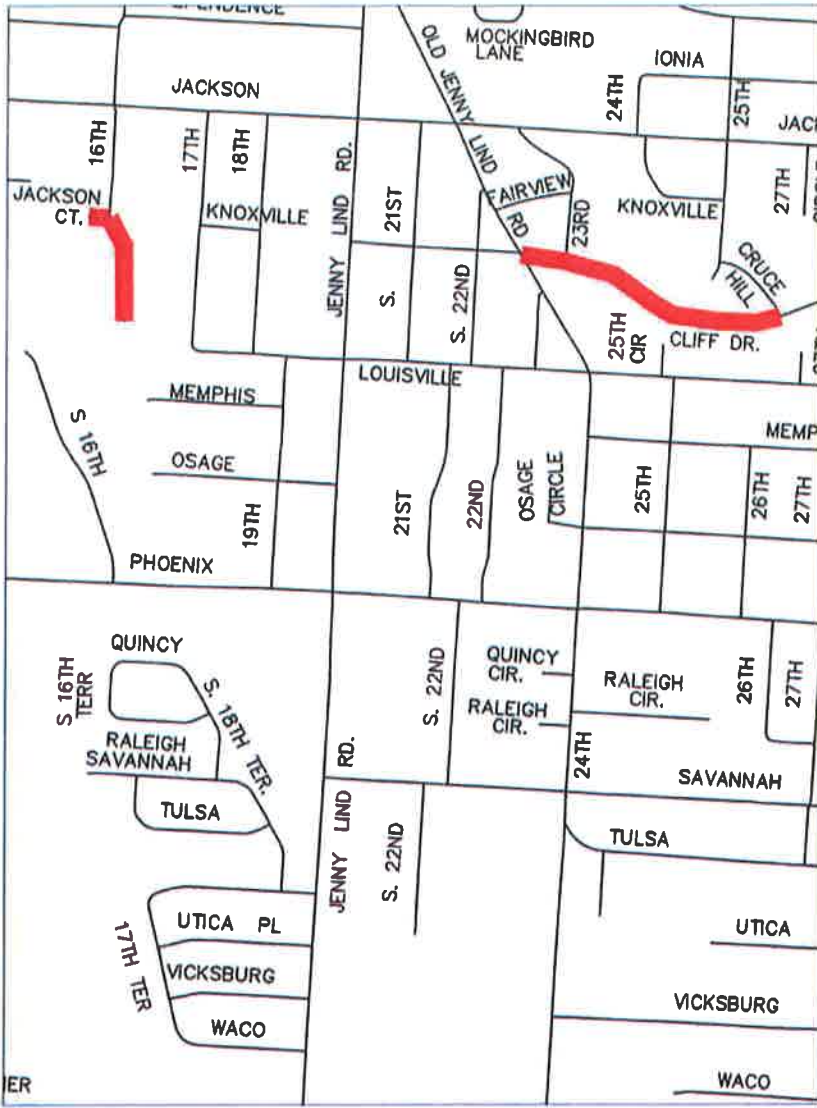 MOCKINGBIRD
LANE
IONIA
OLD JENNY LIND RD
JACKSON
24TH
25TH
16TH
17TH
18TH
JENNY LIND RD.
21ST
27TH
JACKSON
CT.
KNOXVILLE
FAIRVIEW
23RD
KNOXVILLE
CRUCE
HILL
S.
S. 22ND
25TH
CIR
CLIFF DR.
LOUISVILLE
MEMPHIS
S 16TH
OSAGE
19TH
21ST
22ND
OSAGE
CIRCLE
25TH
26TH
27TH
PHOENIX
QUINCY
S 16TH
TERR
S. 18TH TER.
RALEIGH
SAVANNAH
TULSA
S. 22ND
QUINCY
CIR.
RALEIGH
CIR.
RALEIGH
CIR.
26TH
27TH
24TH
SAVANNAH
JENNY LIND RD.
S. 22ND
TULSA
17TH TER
UTICA PL
VICKSBURG
WACO
UTICA
VICKSBURG
WACO